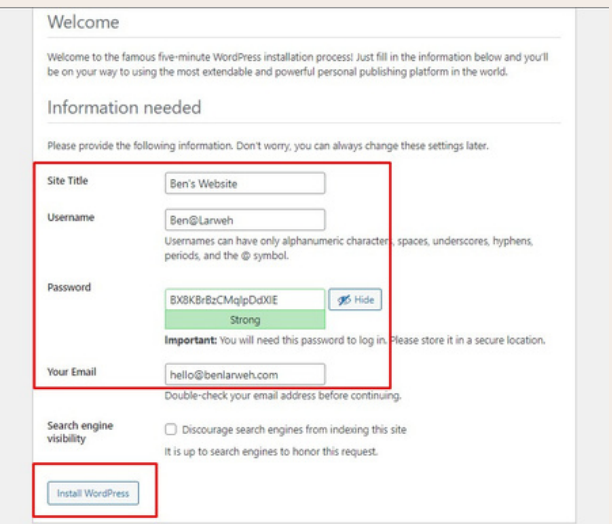 Welcome
Welcome to the famous five-minute WordPress installation process! Just fill in the information below and you'll
be on your way to using the most extendable and powerful personal publishing platform in the world.
Information needed
Please provide the following information. Don't worry, you can always change these settings later.
Site Title
Ben's Website
Username
Ben@Larweh
Usernames can have only alphanumeric characters, spaces, underscores, hyphens,
periods, and the @ symbol.
Password
BX8KBrBzCMqlpDdXIE
Hide
Strong
Important: You will need this password to log in. Please store it in a secure location.
Your Email
hello@benlarweh.com
Double-check your email address before continuing.
Search engine
visibility
Discourage search engines from indexing this site
It is up to search engines to honor this request.
Install WordPress